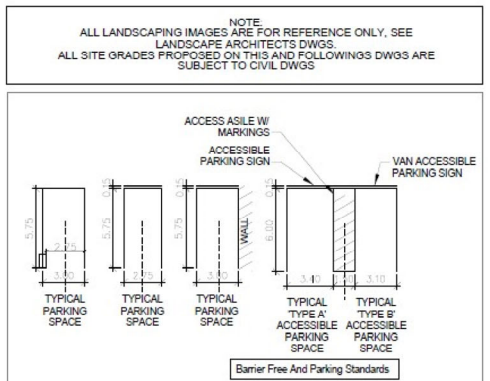 NOTE:
ALL LANDSCAPING IMAGES ARE FOR REFERENCE ONLY, SEE
LANDSCAPE ARCHITECTS DWGS.
ALL SITE GRADES PROPOSED ON THIS AND FOLLOWINGS DWGS ARE
SUBJECT TO CIVIL DWGS
ACCESS ASILE W/
MARKINGS
ACCESSIBLE
PARKING SIGN
VAN ACCESSIBLE
PARKING SIGN
0.15
0.15
0.15
5.75
5.75
5.75
6.00
WALL
2.75
3.00
2.75
3.00
3.40
3.10
TYPICAL
PARKING
SPACE
TYPICAL
PARKING
SPACE
TYPICAL
PARKING
SPACE
TYPICAL
'TYPE A'
ACCESSIBLE
PARKING
SPACE
TYPICAL
'TYPE B'
ACCESSIBLE
PARKING
SPACE
Barrier Free And Parking Standards